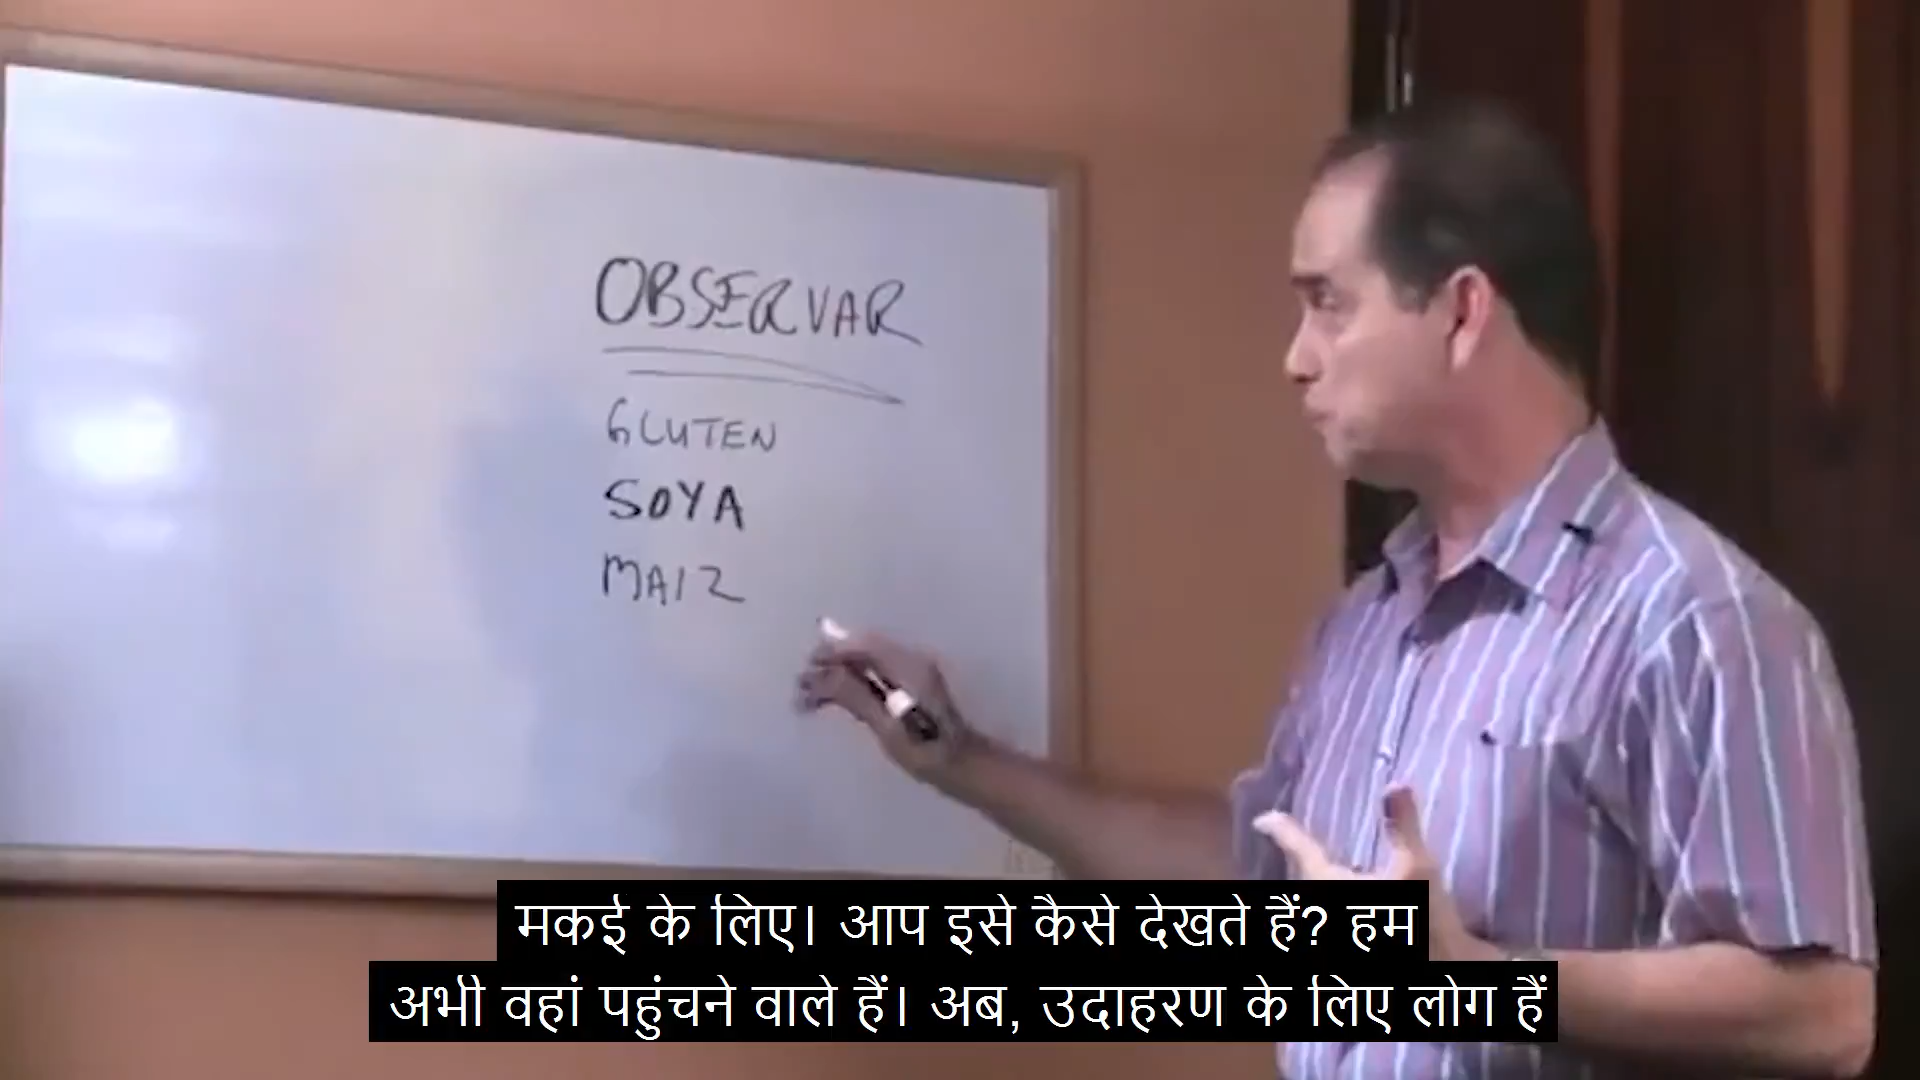 OBSERVAR
GLUTEN
SOYA
MAIZ
मकई के लिए। आप इसे कैसे देखते हैं? हम
अभी वहां पहुंचने वाले हैं। अब, उदाहरण के लिए लोग हैं